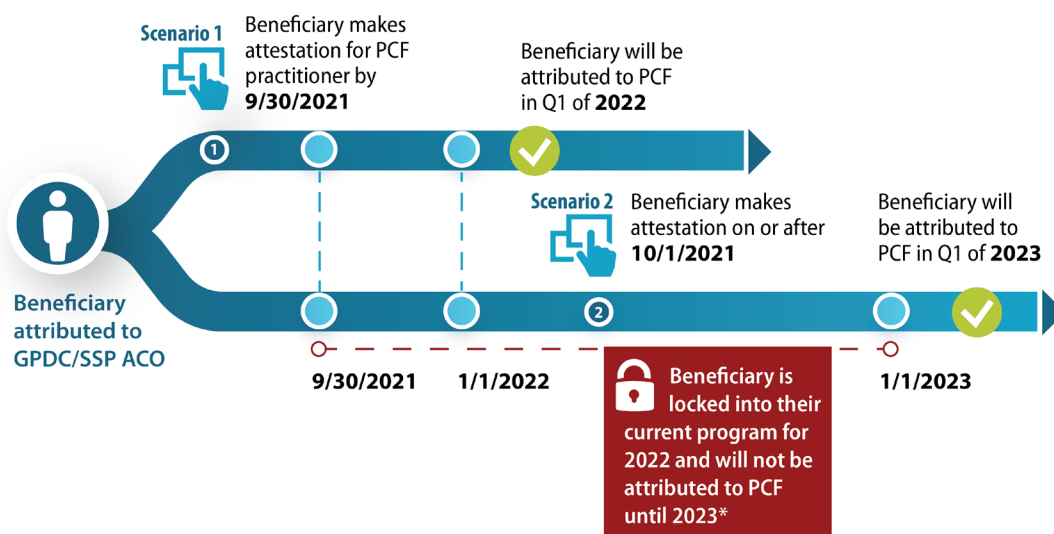 Scenario 1
Beneficiary makes
attestation for PCF
practitioner by
9/30/2021
Beneficiary will be
attributed to PCF
in Q1 of 2022
1
Scenario 2
Beneficiary makes
attestation on or after
10/1/2021
Beneficiary will
be attributed to
PCF in Q1 of 2023
Beneficiary
attributed to
GPDC/SSP ACO
2
9/30/2021
1/1/2022
1/1/2023
Beneficiary is
locked into their
current program for
2022 and will not be
attributed to PCF
until 2023*